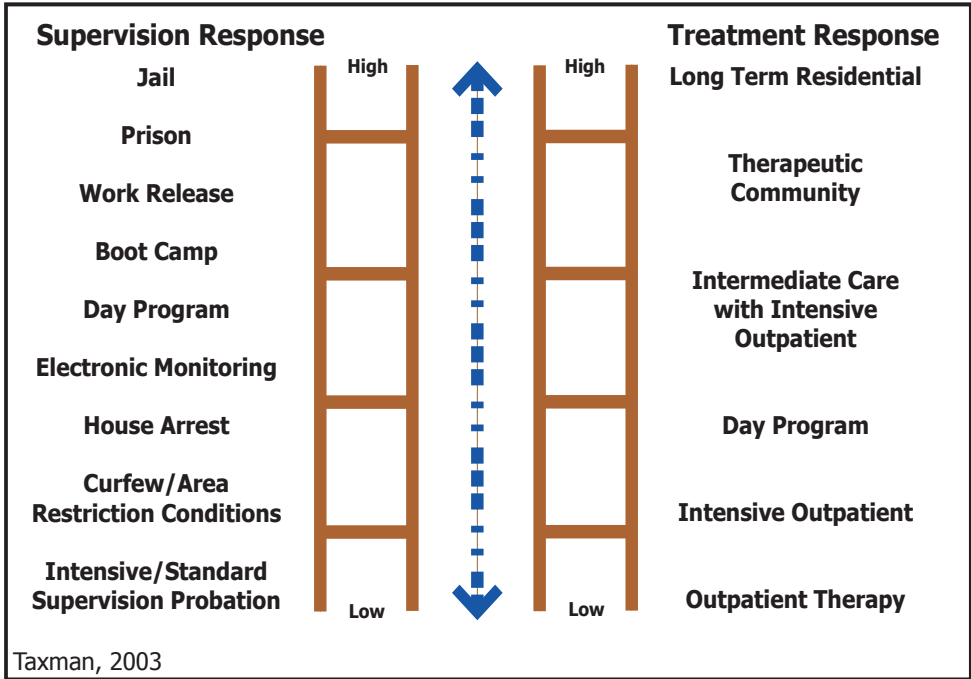 Supervision Response
Jail
Prison
Work Release
Boot Camp
Day Program
Electronic Monitoring
House Arrest
Curfew/Area
Restriction Conditions
Intensive/Standard
Supervision Probation
High
Low
High
Low
Treatment Response
Long Term Residential
Therapeutic
Community
Intermediate Care
with Intensive
Outpatient
Day Program
Intensive Outpatient
Outpatient Therapy
Taxman, 2003